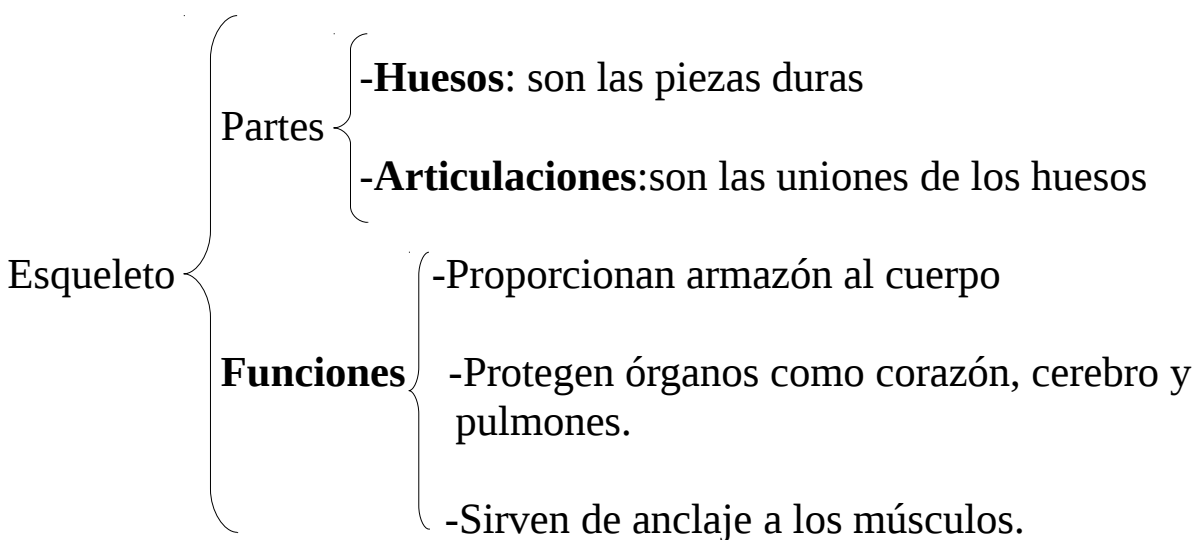 -Huesos: son las piezas duras
Partes
-Articulaciones:son las uniones de los huesos
Esqueleto
-Proporcionan armazón al cuerpo
Funciones
-Protegen órganos como corazón, cerebro y
pulmones.
-Sirven de anclaje a los músculos.